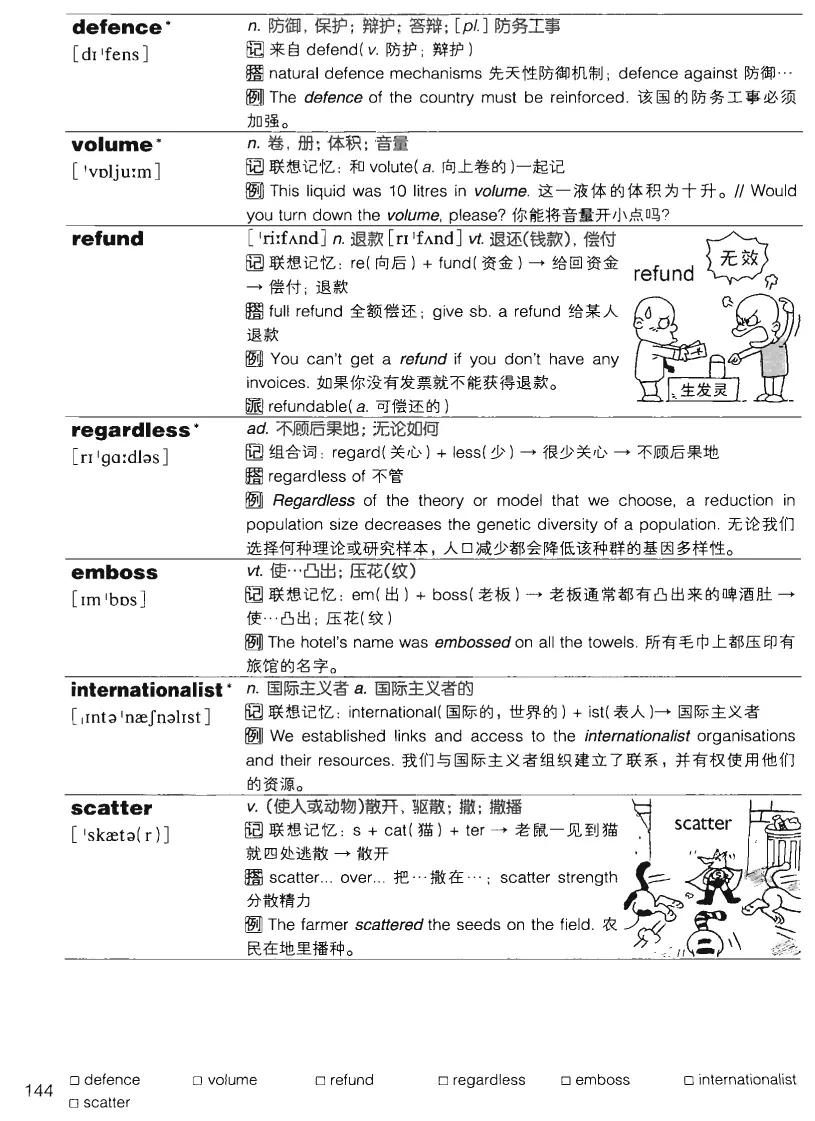 defence* n. 防御, 保护; 辩护; 答辩; [pl.] 防务工事
[dɪˈfens] 记 来自 defend(v. 防护; 辩护)
搭 natural defence mechanisms 先天性防御机制; defence against 防御…
例 The defence of the country must be reinforced. 该国的防务工事必须
加强。
volume* n. 卷, 册; 体积; 音量
[ˈvɒljuːm] 记 联想记忆: 和 volute(a. 向上卷的)一起记
例 This liquid was 10 litres in volume. 这一液体的体积为十升。// Would
you turn down the volume, please? 你能将音量开小点吗?
refund [ˈriːfʌnd] n. 退款 [rɪˈfʌnd] vt. 退还(钱款), 偿付
记 联想记忆: re(向后) + fund(资金) → 给回资金
→ 偿付; 退款
搭 full refund 全额偿还; give sb. a refund 给某人
退款
例 You can't get a refund if you don't have any
invoices. 如果你没有发票就不能获得退款。
派 refundable(a. 可偿还的)
refund
无效
生发灵
regardless* ad. 不顾后果地; 无论如何
[rɪˈɡɑːdləs] 记 组合词: regard(关心) + less(少) → 很少关心 → 不顾后果地
搭 regardless of 不管
例 Regardless of the theory or model that we choose, a reduction in
population size decreases the genetic diversity of a population. 无论我们
选择何种理论或研究样本, 人口减少都会降低该种群的基因多样性。
emboss vt. 使…凸出; 压花(纹)
[ɪmˈbɒs] 记 联想记忆: em(出) + boss(老板) → 老板通常都有凸出来的啤酒肚 →
使…凸出; 压花(纹)
例 The hotel's name was embossed on all the towels. 所有毛巾上都压印有
旅馆的名字。
internationalist* n. 国际主义者 a. 国际主义者的
[ˌɪntəˈnæʃnəlɪst] 记 联想记忆: international(国际的, 世界的) + ist(表人)→ 国际主义者
例 We established links and access to the internationalist organisations
and their resources. 我们与国际主义者组织建立了联系, 并有权使用他们
的资源。
scatter v. (使人或动物)散开, 驱散; 撒; 撒播
[ˈskætə(r)] 记 联想记忆: s + cat(猫) + ter → 老鼠一见到猫
就四处逃散 → 散开
搭 scatter... over... 把…撒在…; scatter strength
分散精力
例 The farmer scattered the seeds on the field. 农
民在地里播种。
scatter
□ defence □ volume □ refund □ regardless □ emboss □ internationalist
144
□ scatter